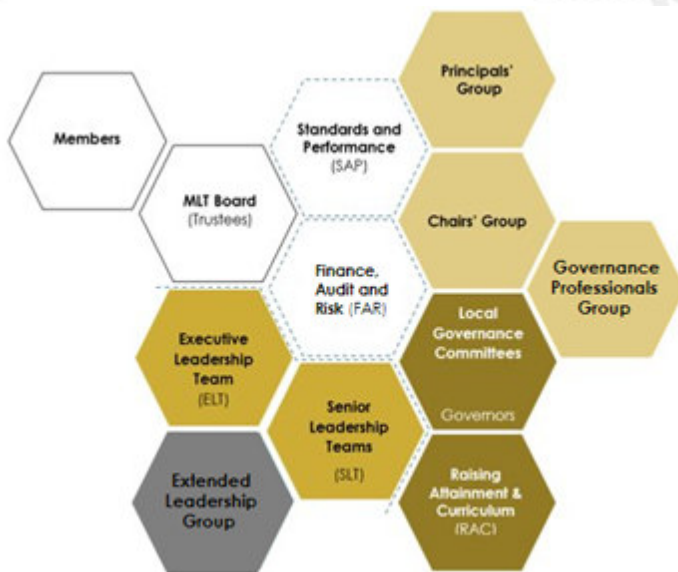 Members
MLT Board
(Trustees)
Standards and
Performance
(SAP)
Principals'
Group
Chairs' Group
Finance,
Audit and
Risk (FAR)
Governance
Professionals
Group
Executive
Leadership
Team
(ELT)
Senior
Leadership
Teams
(SLT)
Local
Governance
Committees
Governors
Extended
Leadership
Group
Raising
Attainment &
Curriculum
(RAC)